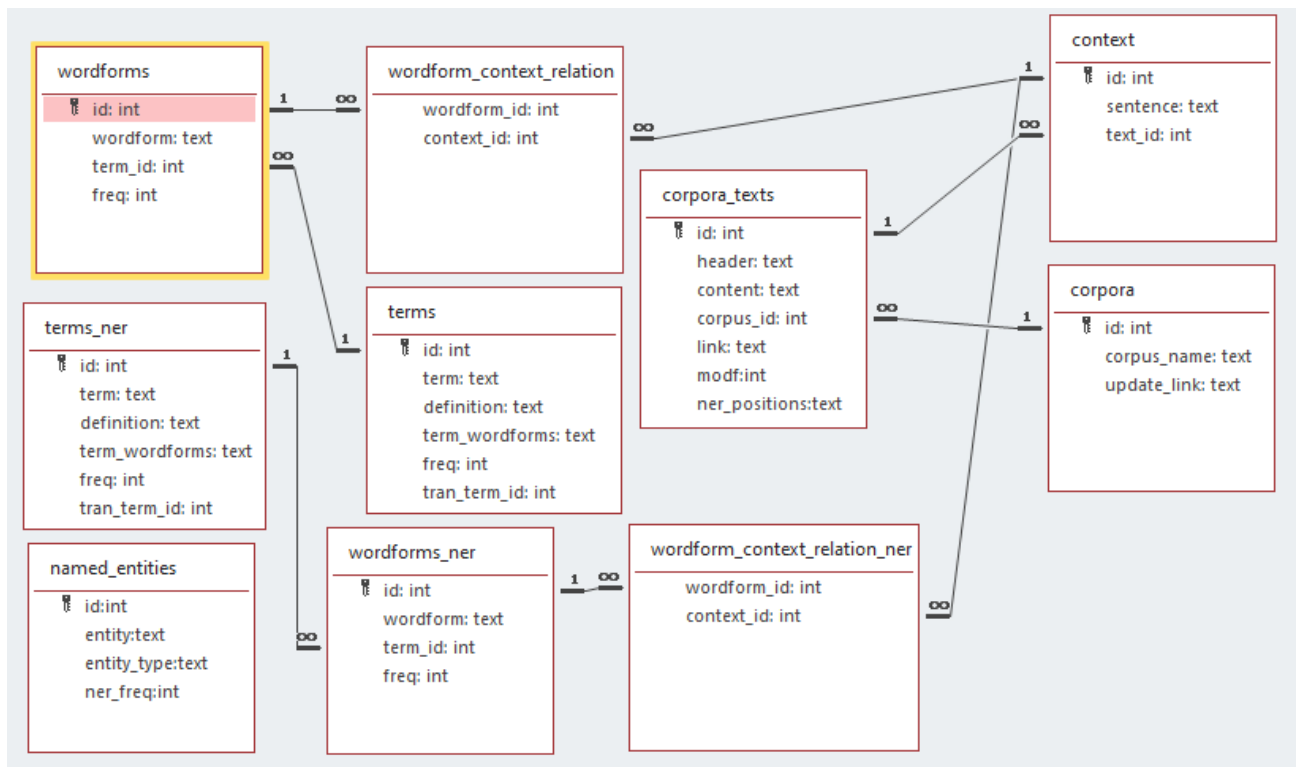 wordforms
id: int
wordform: text
term_id: int
freq: int
1
∞
∞
wordform_context_relation
wordform_id: int
context_id: int
∞
context
id: int
sentence: text
text_id: int
1
∞
corpora_texts
id: int
header: text
content: text
corpus_id: int
link: text
modf:int
ner_positions:text
1
∞
corpora
id: int
corpus_name: text
update_link: text
1
terms_ner
id: int
term: text
definition: text
term_wordforms: text
freq: int
tran_term_id: int
1
terms
id: int
term: text
definition: text
term_wordforms: text
freq: int
tran_term_id: int
1
named_entities
id:int
entity:text
entity_type:text
ner_freq:int
∞
wordforms_ner
id: int
wordform: text
term_id: int
freq: int
1
∞
wordform_context_relation_ner
wordform_id: int
context_id: int
∞